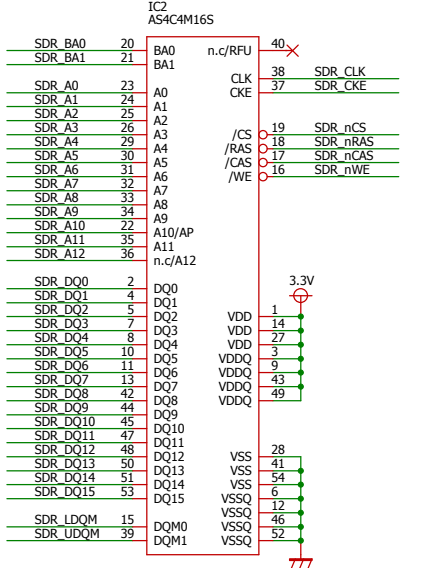 IC2
AS4C4M16S
SDR_BA0 20 BA0 n.c/RFU 40
SDR_BA1 21 BA1
CLK 38 SDR_CLK
CKE 37 SDR_CKE
SDR_A0 23 A0
SDR_A1 24 A1
SDR_A2 25 A2
SDR_A3 26 A3 /CS 19 SDR_nCS
SDR_A4 29 A4 /RAS 18 SDR_nRAS
SDR_A5 30 A5 /CAS 17 SDR_nCAS
SDR_A6 31 A6 /WE 16 SDR_nWE
SDR_A7 32 A7
SDR_A8 33 A8
SDR_A9 34 A9
SDR_A10 22 A10/AP
SDR_A11 35 A11
SDR_A12 36 n.c/A12
3.3V
SDR_DQ0 2 DQ0
SDR_DQ1 4 DQ1
SDR_DQ2 5 DQ2 VDD 1
SDR_DQ3 7 DQ3 VDD 14
SDR_DQ4 8 DQ4 VDD 27
SDR_DQ5 10 DQ5 VDDQ 3
SDR_DQ6 11 DQ6 VDDQ 9
SDR_DQ7 13 DQ7 VDDQ 43
SDR_DQ8 42 DQ8 VDDQ 49
SDR_DQ9 44 DQ9
SDR_DQ10 45 DQ10
SDR_DQ11 47 DQ11
SDR_DQ12 48 DQ12 VSS 28
SDR_DQ13 50 DQ13 VSS 41
SDR_DQ14 51 DQ14 VSS 54
SDR_DQ15 53 DQ15 VSSQ 6
VSSQ 12
SDR_LDQM 15 DQM0 VSSQ 46
SDR_UDQM 39 DQM1 VSSQ 52